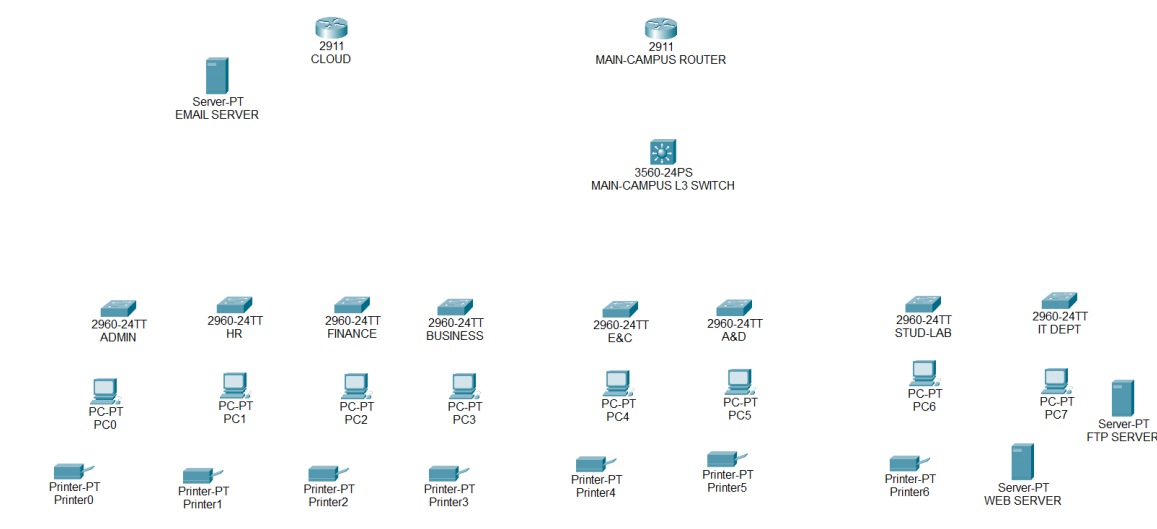 2911
CLOUD
2911
MAIN-CAMPUS ROUTER
Server-PT
EMAIL SERVER
3560-24PS
MAIN-CAMPUS L3 SWITCH
2960-24TT
ADMIN
2960-24TT
HR
2960-24TT
FINANCE
2960-24TT
BUSINESS
2960-24TT
E&C
2960-24TT
A&D
2960-24TT
STUD-LAB
2960-24TT
IT DEPT
PC-PT
PC0
PC-PT
PC1
PC-PT
PC2
PC-PT
PC3
PC-PT
PC4
PC-PT
PC5
PC-PT
PC6
PC-PT
PC7
Server-PT
FTP SERVER
Printer-PT
Printer0
Printer-PT
Printer1
Printer-PT
Printer2
Printer-PT
Printer3
Printer-PT
Printer4
Printer-PT
Printer5
Printer-PT
Printer6
Server-PT
WEB SERVER